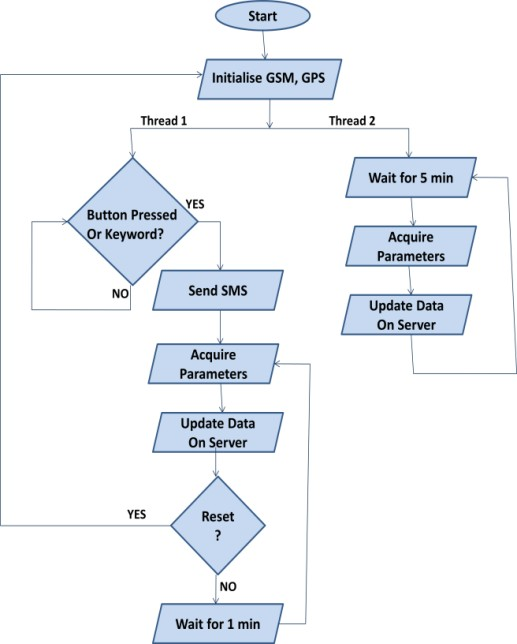 Start
Initialise GSM, GPS
Thread 1
Thread 2
Button Pressed
Or Keyword?
YES
NO
Wait for 5 min
Acquire
Parameters
Update Data
On Server
Send SMS
Acquire
Parameters
Update Data
On Server
Reset
?
YES
NO
Wait for 1 min